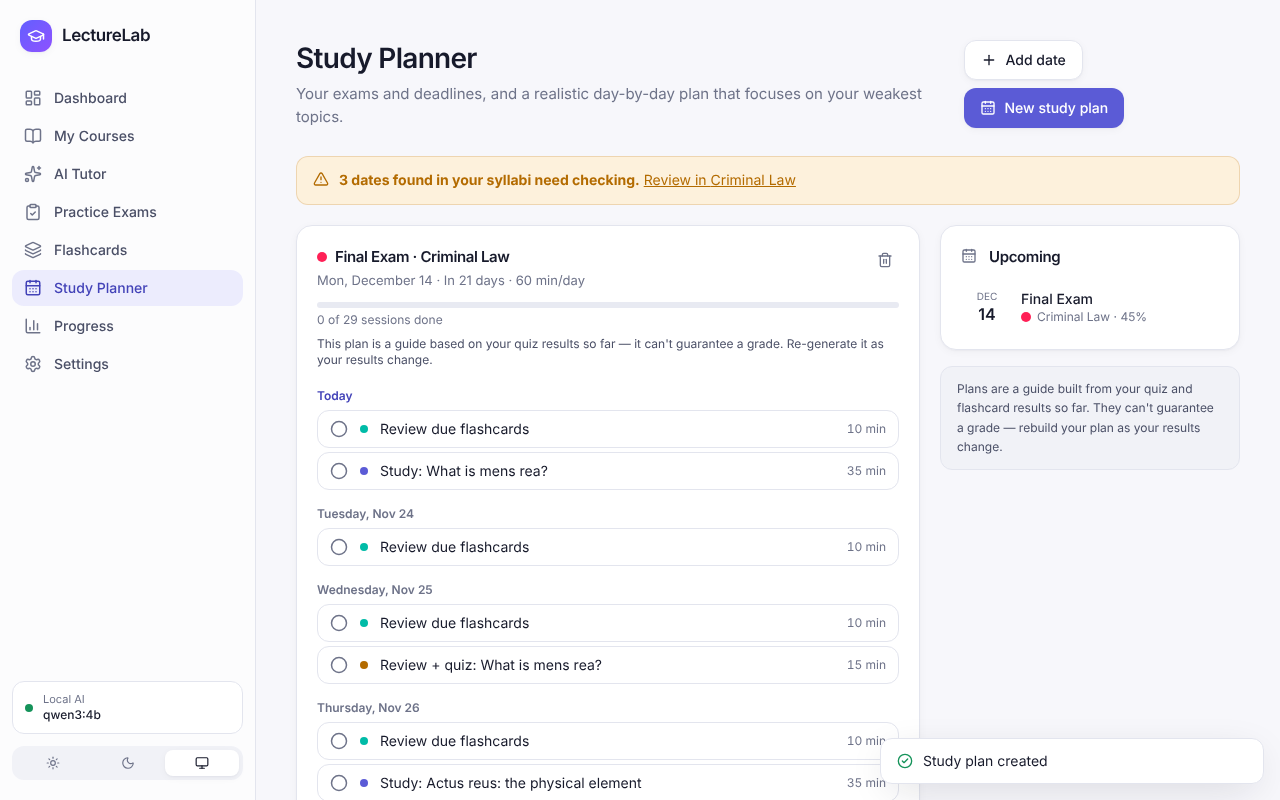 LectureLab
Dashboard
My Courses
AI Tutor
Practice Exams
Flashcards
Study Planner
Progress
Settings
Local AI
qwen3:4b
Study Planner
Your exams and deadlines, and a realistic day-by-day plan that focuses on your weakest
topics.
Add date
New study plan
3 dates found in your syllabi need checking. Review in Criminal Law
Final Exam · Criminal Law
Mon, December 14 · In 21 days · 60 min/day
0 of 29 sessions done
This plan is a guide based on your quiz results so far — it can't guarantee a grade. Re-generate it as
your results change.
Today
Review due flashcards 10 min
Study: What is mens rea? 35 min
Tuesday, Nov 24
Review due flashcards 10 min
Wednesday, Nov 25
Review due flashcards 10 min
Review + quiz: What is mens rea? 15 min
Thursday, Nov 26
Review due flashcards 10 min
Study: Actus reus: the physical element 35 min
Upcoming
DEC
14
Final Exam
Criminal Law · 45%
Plans are a guide built from your quiz and
flashcard results so far. They can't guarantee
a grade — rebuild your plan as your results
change.
Study plan created